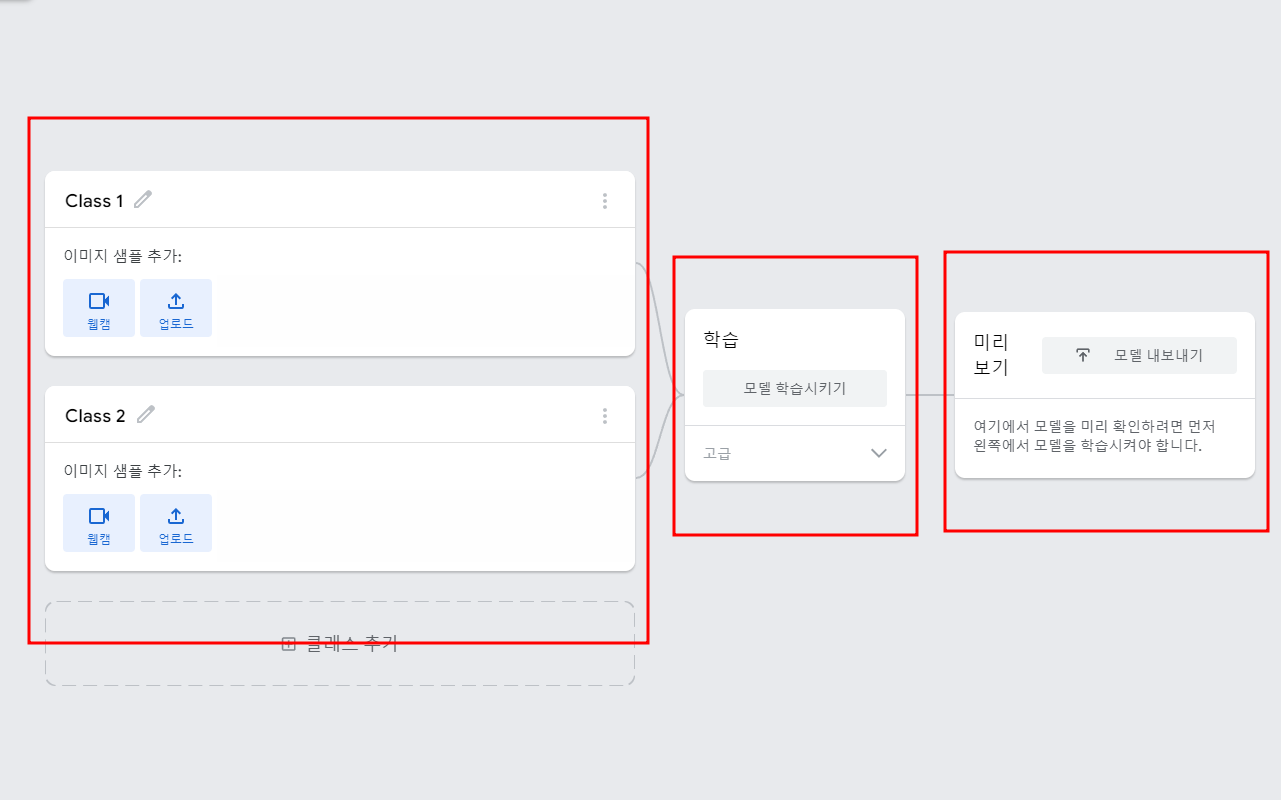 Class 1
이미지 샘플 추가:
웹캠
업로드
Class 2
이미지 샘플 추가:
웹캠
업로드
클래스 추가
학습
모델 학습시키기
고급
미리
보기
모델 내보내기
여기에서 모델을 미리 확인하려면 먼저
왼쪽에서 모델을 학습시켜야 합니다.